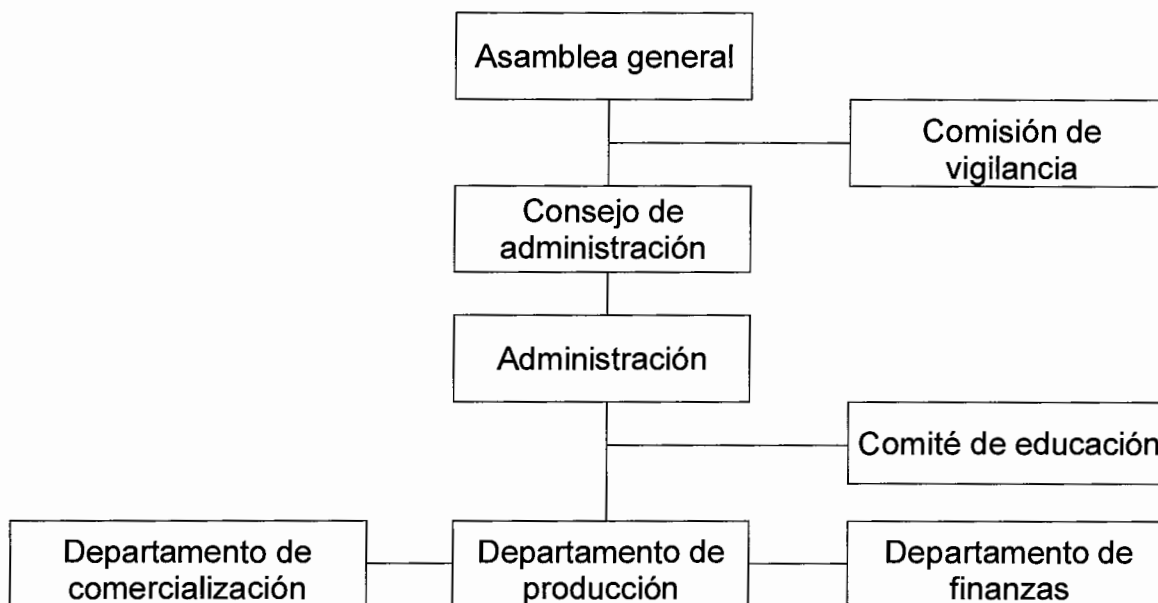 Asamblea general
Comisión de
vigilancia
Consejo de
administración
Administración
Comité de educación
Departamento de
comercialización
Departamento de
producción
Departamento de
finanzas